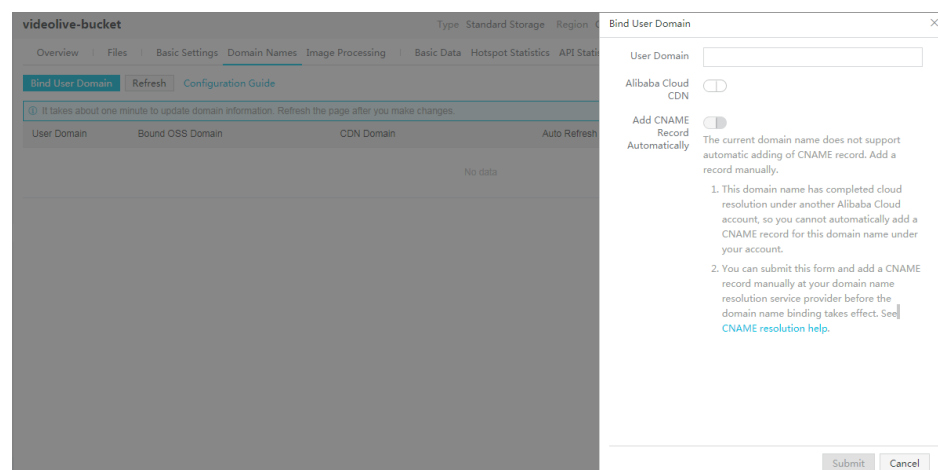 videolive-bucket Type Standard Storage Region
Bind User Domain
Overview Files Basic Settings Domain Names Image Processing Basic Data Hotspot Statistics API
Bind User Domain Refresh Configuration Guide
It takes about one minute to update domain information. Refresh the page after you make changes.
User Domain Bound OSS Domain CDN Domain Auto Refresh
No data
User Domain
Alibaba Cloud
CDN
Add CNAME
Record
Automatically
The current domain name does not support
automatic adding of CNAME record. Add a
record manually.
1. This domain name has completed cloud
resolution under another Alibaba Cloud
account, so you cannot automatically add a
CNAME record for this domain name under
your account.
2. You can submit this form and add a CNAME
record manually at your domain name
resolution service provider before the
domain name binding takes effect. See
CNAME resolution help.
Submit Cancel